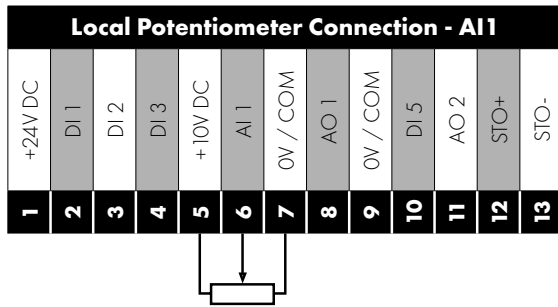 Local Potentiometer Connection - AI1
+24V DC
DI 1
DI 2
DI 3
+10V DC
AI 1
0V / COM
AO 1
0V / COM
DI 5
AO 2
STO+
STO-
1
2
3
4
5
6
7
8
9
10
11
12
13